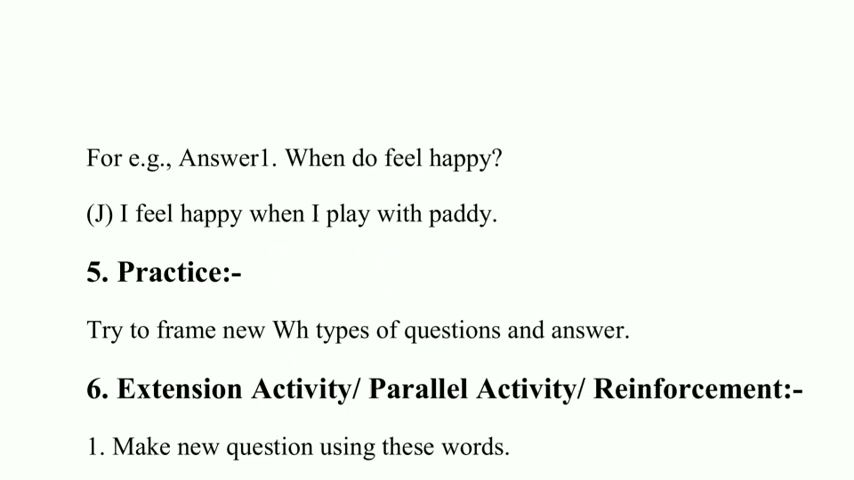 For e.g., Answer1. When do feel happy?
(J) I feel happy when I play with paddy.
5. Practice:-
Try to frame new Wh types of questions and answer.
6. Extension Activity/ Parallel Activity/ Reinforcement:-
1. Make new question using these words.